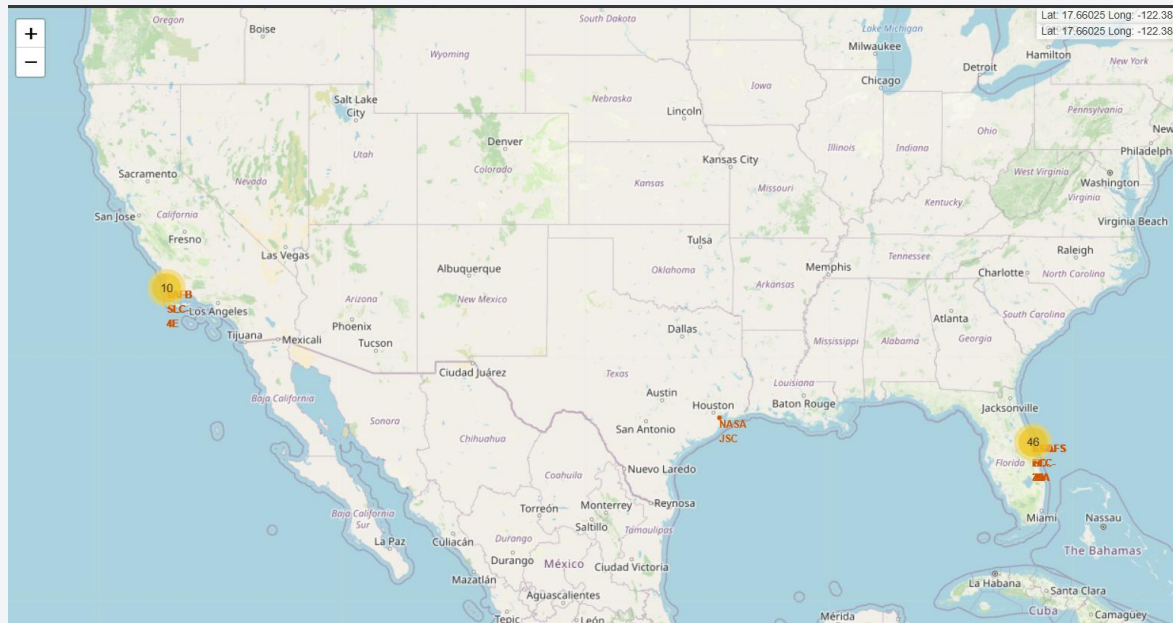 +
−
Lat: 17.66025 Long: -122.38
Lat: 17.66025 Long: -122.38
Oregon
Boise
South Dakota
Lake Michigan
Milwaukee
Wyoming
Detroit
Hamilton
New York
Chicago
Salt Lake
City
Nebraska
Iowa
Lincoln
Pennsylvania
New
Denver
Utah
Ohio
Illinois
Indiana
Philadelph
Sacramento
Nevada
Colorado
Kansas
Kansas City
Missouri
West Virginia
Washington
Virginia
Kentucky
San Jose
California
Virginia Beach
Fresno
Las Vegas
Tulsa
Raleigh
Tennessee
Albuquerque
Oklahoma
Memphis
Charlotte
North Carolina
10
SLC-
4E
Los Angeles
Arizona
New Mexico
Arkansas
South Carolina
Atlanta
Phoenix
Tijuana
Mexicali
Tucson
Dallas
Mississippi
Alabama
Georgia
Ciudad Juárez
Texas
Louisiana
Baja California
Austin
Houston
Baton Rouge
Jacksonville
Sonora
San Antonio
NASA
JSC
Chihuahua
46
Florida
Coahuila
Nuevo Laredo
Torreón
Monterrey
Reynosa
Saltillo
Tamaulipas
Baja California
Sur
Miami
Nassau
La Paz
Culiacán
Durango
Durango
México
Ciudad Victoria
The Bahamas
Mazatlán
La Habana
Santa Clara
Aguascalientes
Cuba
Camagüey
Tepic
León
Mérida